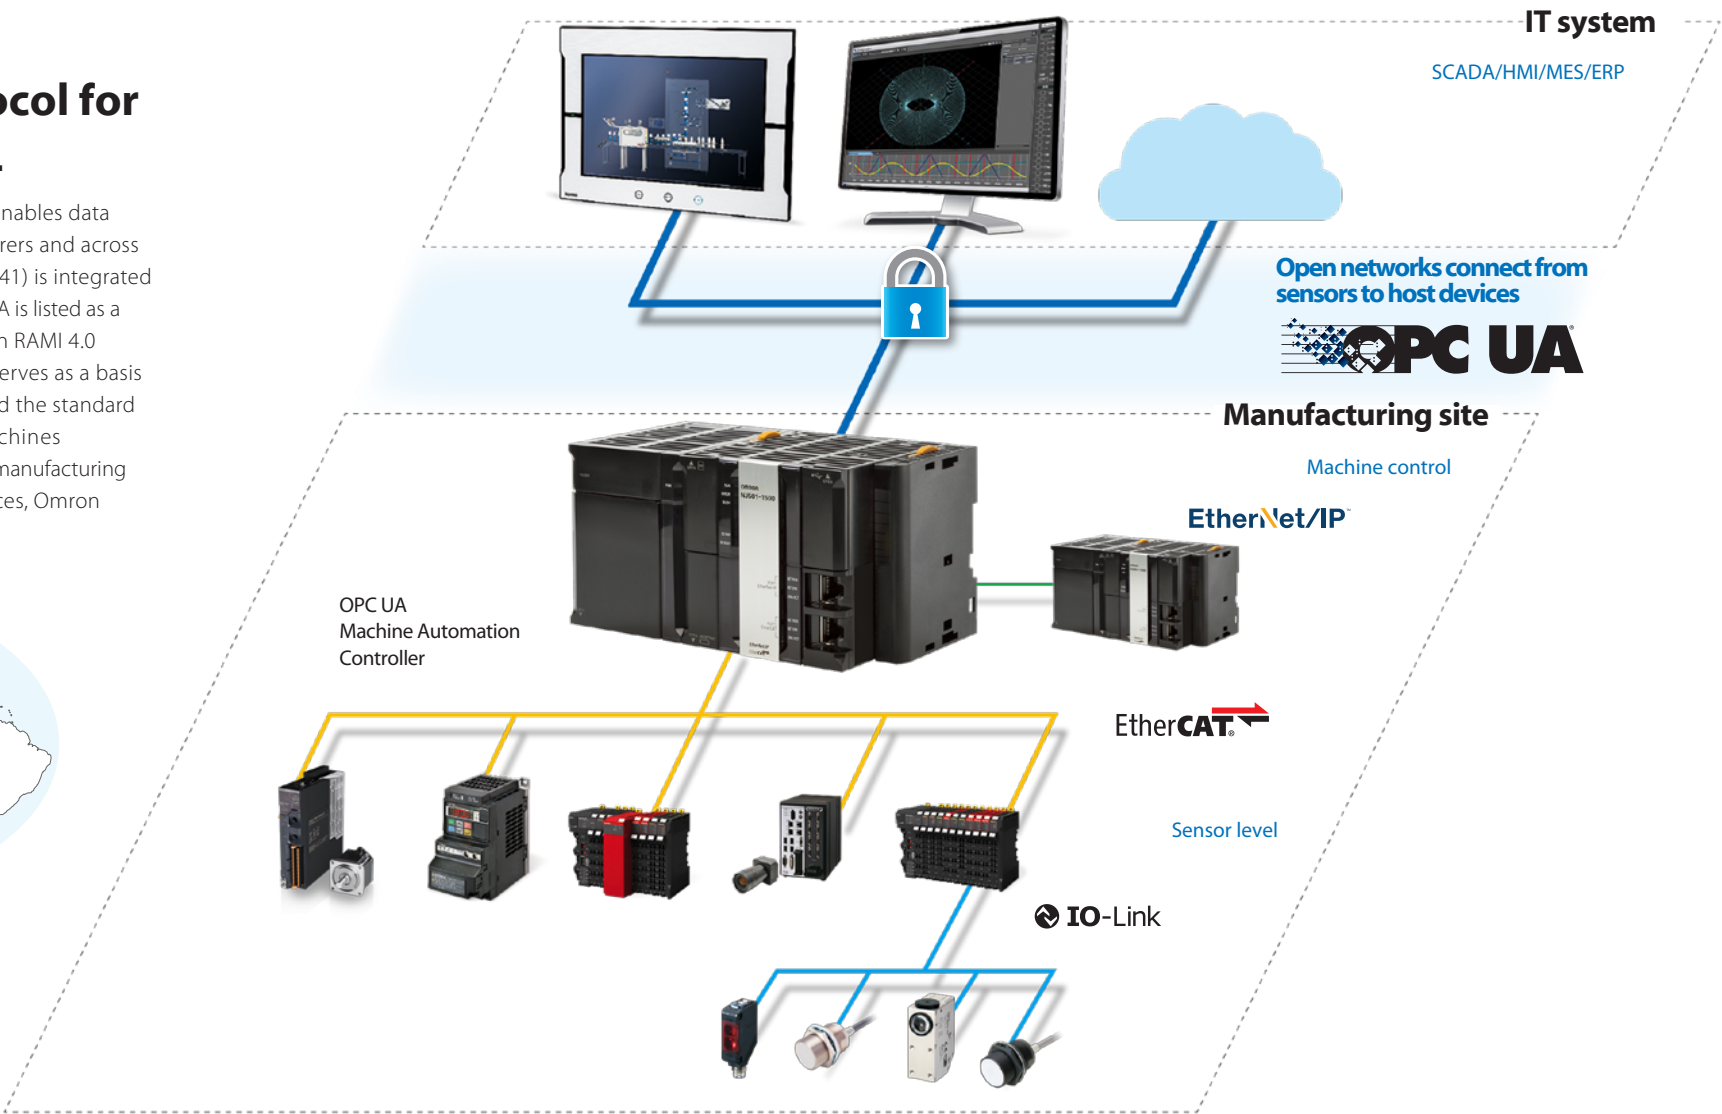 ocol for
nables data
rers and across
41) is integrated
A is listed as a
n RAMI 4.0
erves as a basis
d the standard
chines
manufacturing
ces, Omron
IT system
SCADA/HMI/MES/ERP
Open networks connect from
sensors to host devices
OPC UA
Manufacturing site
Machine control
EtherNet/IP™
OPC UA
Machine Automation
Controller
EtherCAT®
Sensor level
IO-Link